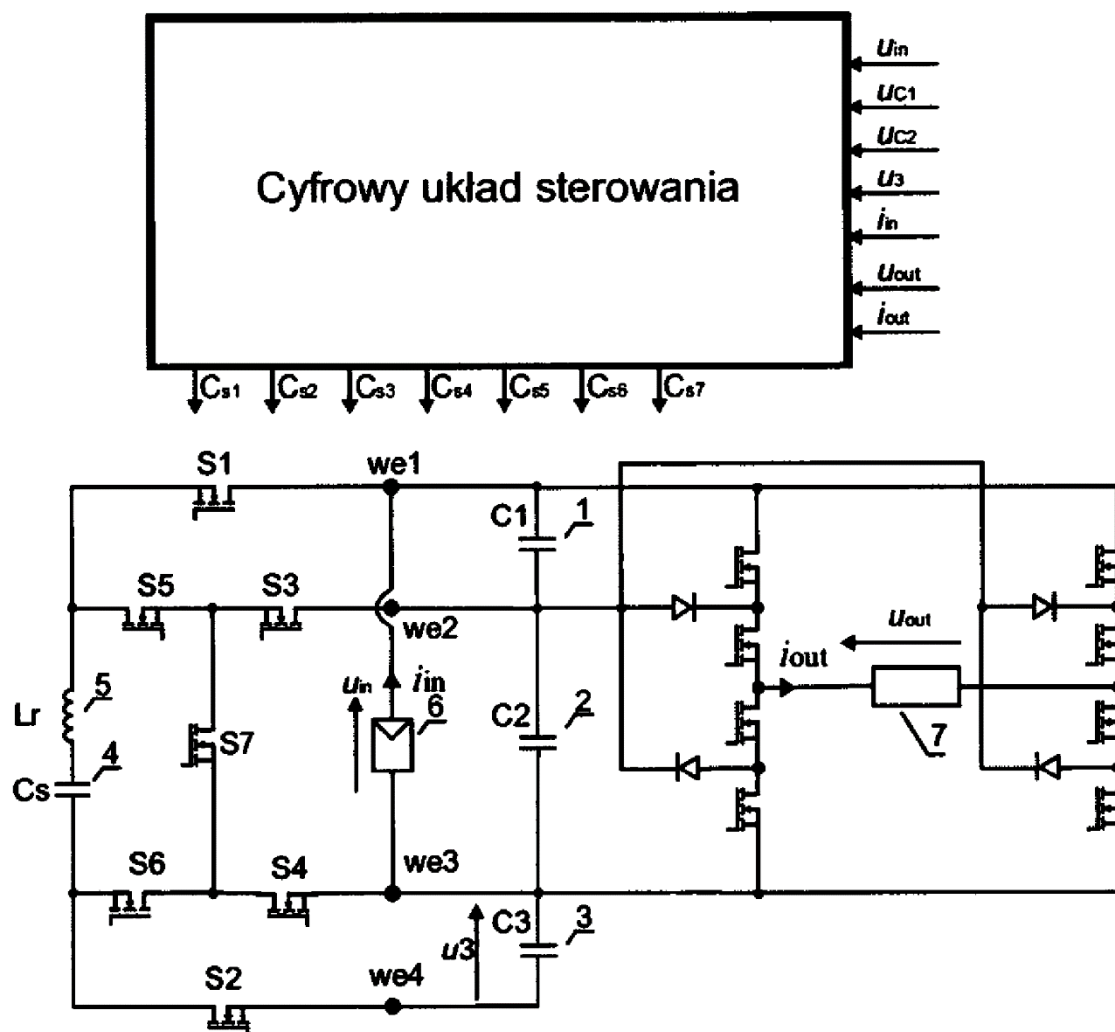 uin
uC1
uC2
u3
iin
uout
iout
Cyfrowy układ sterowania
Cs1 Cs2 Cs3 Cs4 Cs5 Cs6 Cs7
S1 we1
C1 1
S5 S3
we2
uout
iout
5 uin iin
6
Lr C2 2
S7 7
4
Cs
S6 S4 we3
C3 3
u3
S2 we4